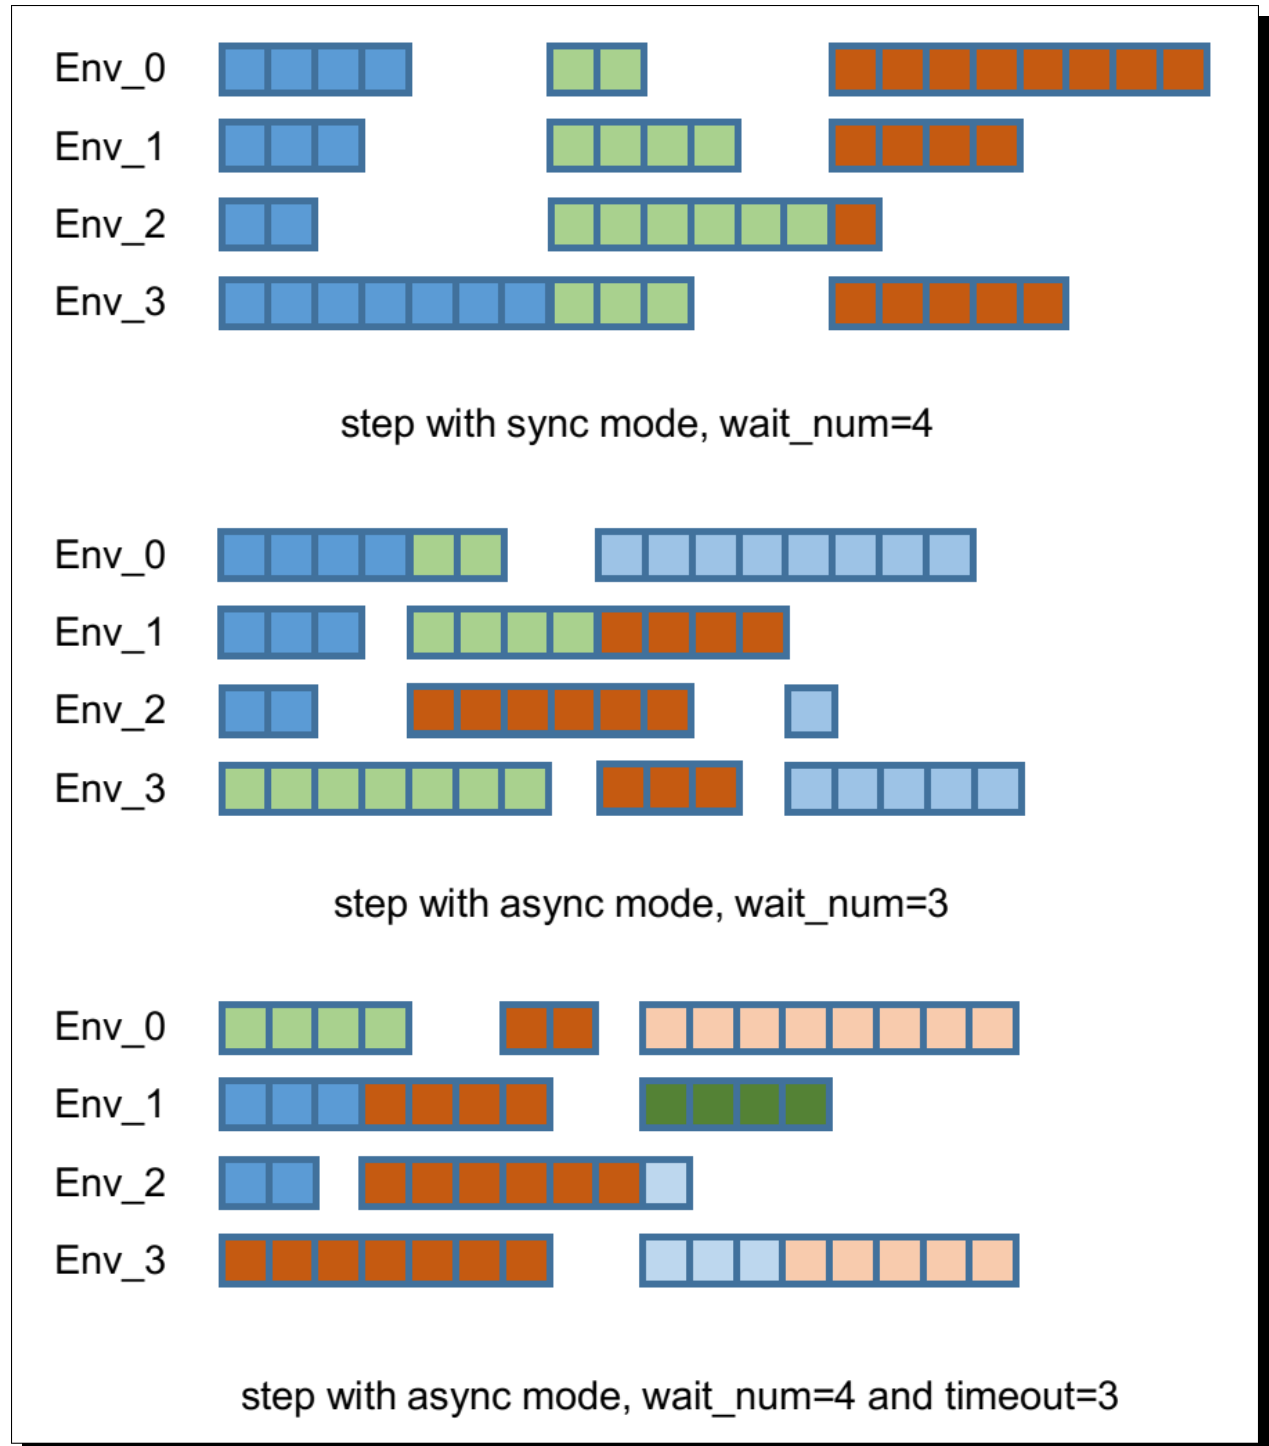 Env_0
Env_1
Env_2
Env_3
step with sync mode, wait_num=4
Env_0
Env_1
Env_2
Env_3
step with async mode, wait_num=3
Env_0
Env_1
Env_2
Env_3
step with async mode, wait_num=4 and timeout=3